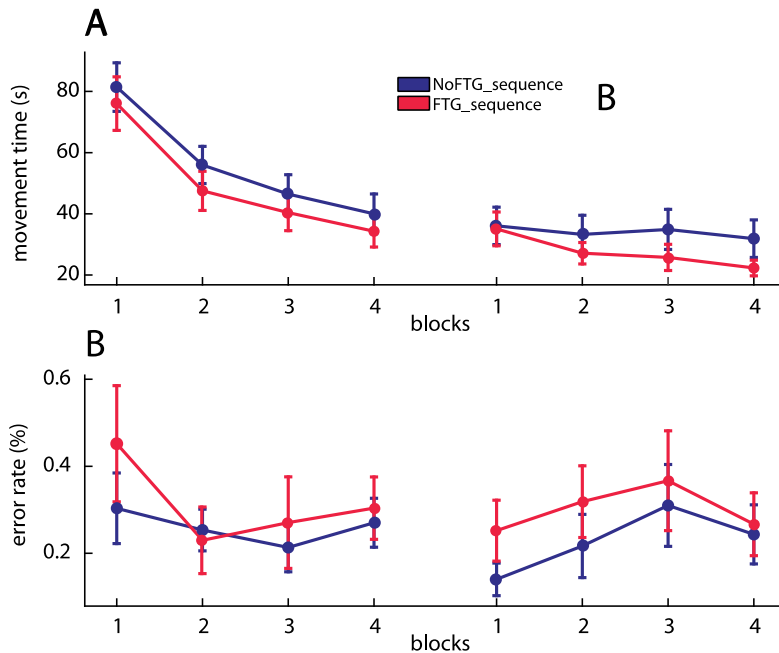 A
movement time (s)
80
60
40
20
NoFTG_sequence
FTG_sequence
B
1 2 3 4 1 2 3 4
blocks
B
error rate (%)
0.6
0.4
0.2
1 2 3 4 1 2 3 4
blocks